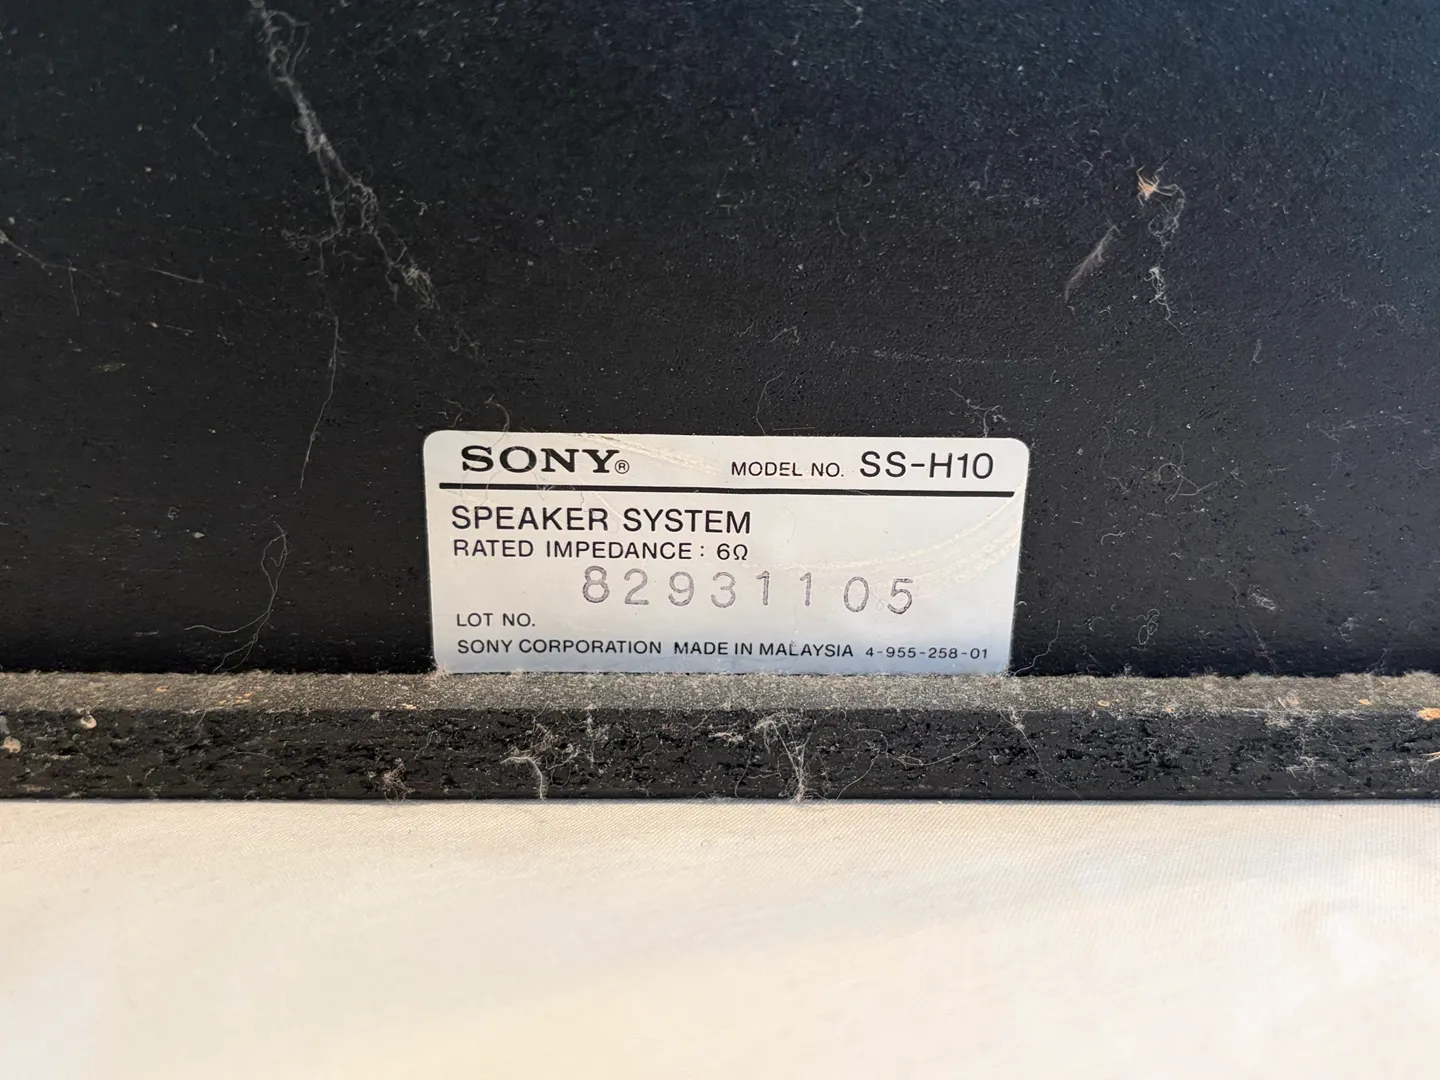 SONY® MODEL NO. SS-H10
SPEAKER SYSTEM
RATED IMPEDANCE: 6Ω
82931105
LOT NO.
SONY CORPORATION MADE IN MALAYSIA 4-955-258-01